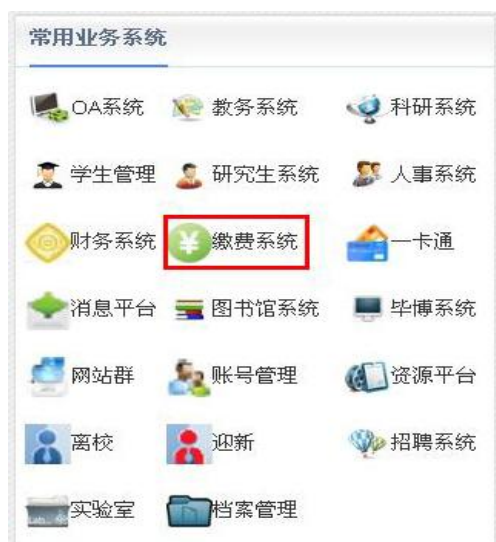 常用业务系统
OA系统 教务系统 科研系统
学生管理 研究生系统 人事系统
财务系统 缴费系统 一卡通
消息平台 图书馆系统 毕博系统
网站群 账号管理 资源平台
离校 迎新 招聘系统
实验室 档案管理